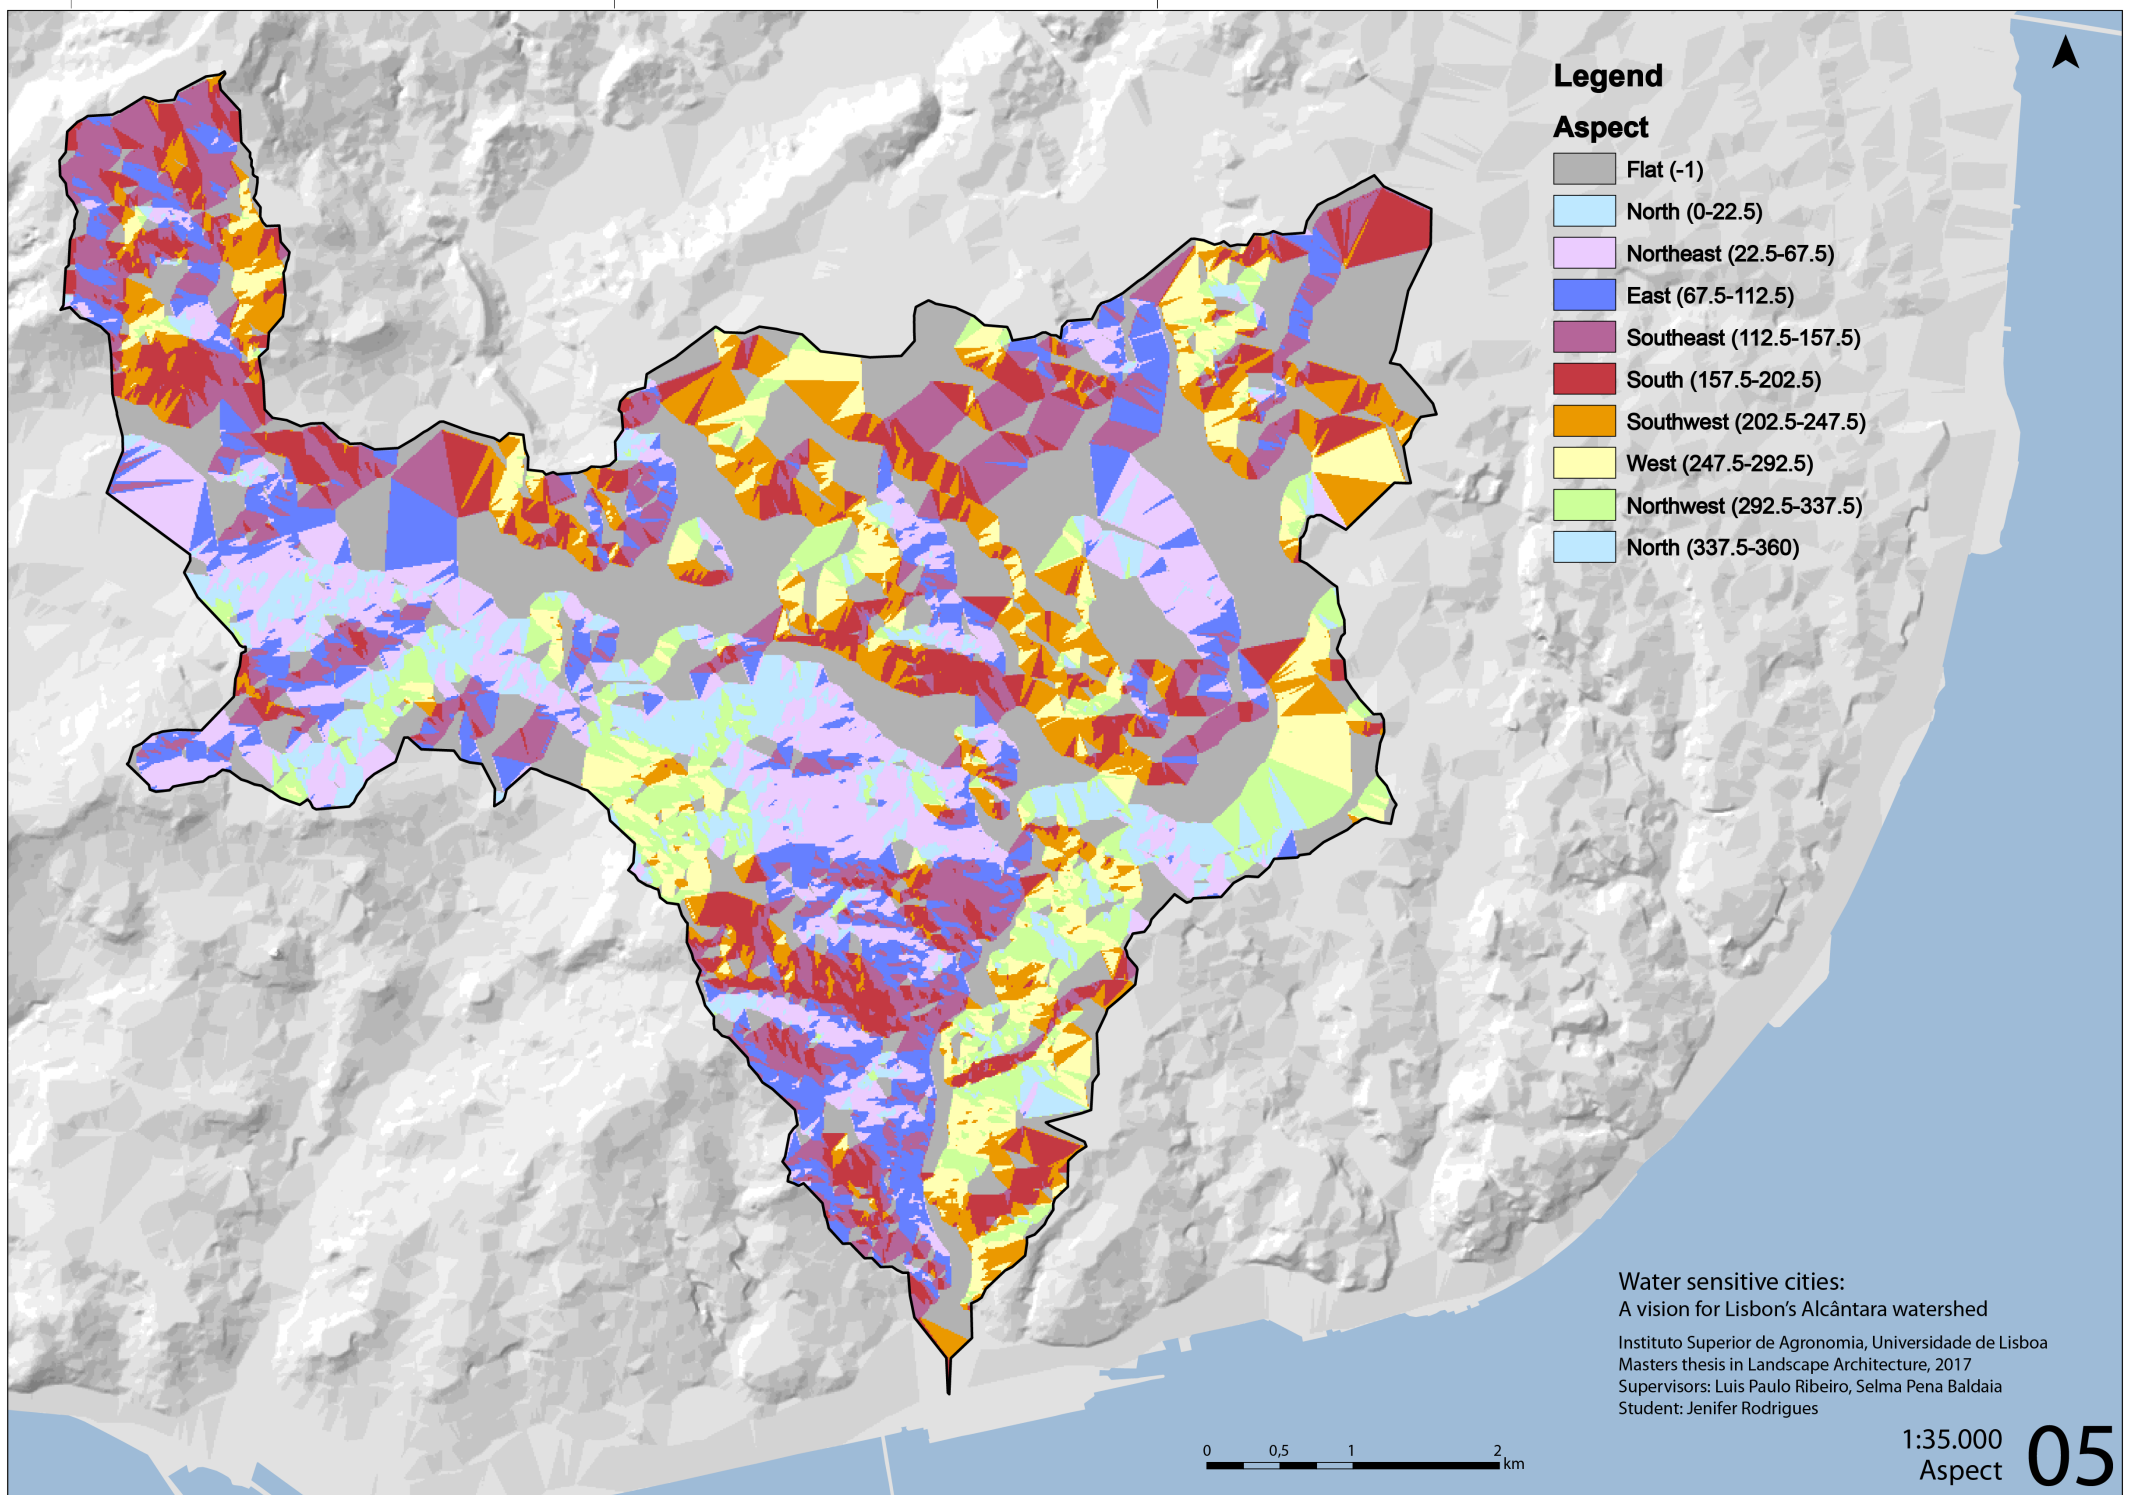 Legend
Aspect
Flat (-1)
North (0-22.5)
Northeast (22.5-67.5)
East (67.5-112.5)
Southeast (112.5-157.5)
South (157.5-202.5)
Southwest (202.5-247.5)
West (247.5-292.5)
Northwest (292.5-337.5)
North (337.5-360)
Water sensitive cities:
A vision for Lisbon's Alcântara watershed
Instituto Superior de Agronomia, Universidade de Lisboa
Masters thesis in Landscape Architecture, 2017
Supervisors: Luis Paulo Ribeiro, Selma Pena Baldaia
Student: Jenifer Rodrigues
0 0,5 1 2
km
1:35.000
Aspect
05